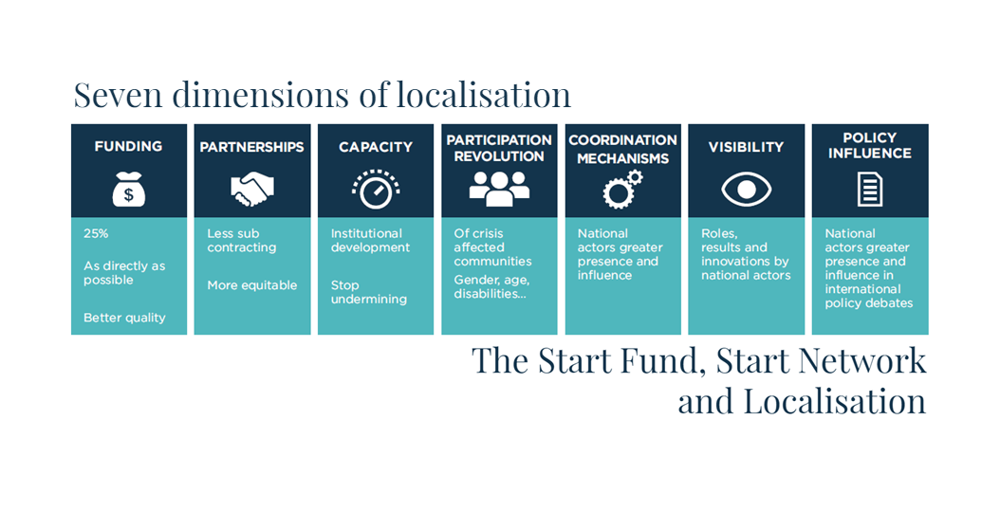 Seven dimensions of localisation
FUNDING
$
25%
As directly as
possible
Better quality
PARTNERSHIPS
Less sub
contracting
More equitable
CAPACITY
Institutional
development
Stop
undermining
PARTICIPATION
REVOLUTION
Of crisis
affected
communities
Gender, age,
disabilities...
COORDINATION
MECHANISMS
National
actors greater
presence and
influence
VISIBILITY
Roles,
results and
innovations by
national actors
POLICY
INFLUENCE
National
actors greater
presence and
influence in
international
policy debates
The Start Fund, Start Network
and Localisation